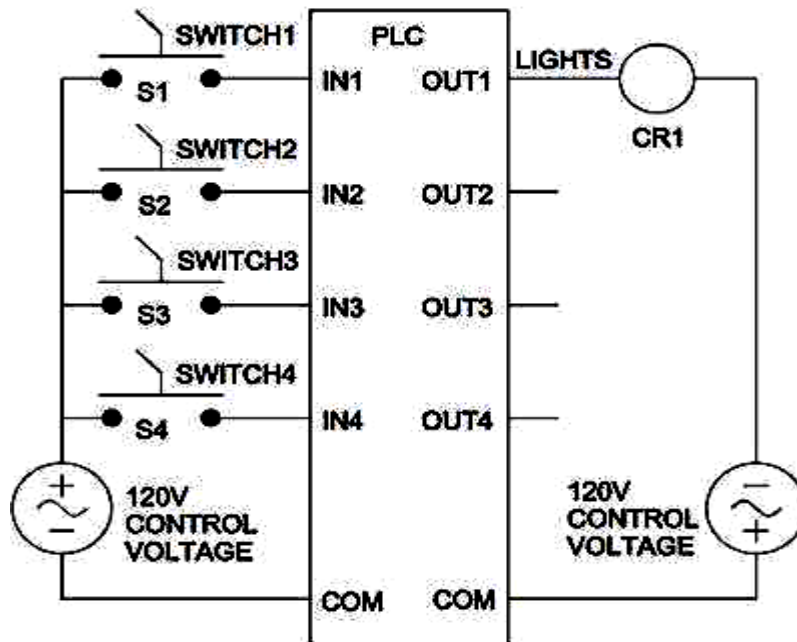 SWITCH1
PLC
S1
IN1
OUT1
LIGHTS
CR1
SWITCH2
S2
IN2
OUT2
SWITCH3
S3
IN3
OUT3
SWITCH4
S4
IN4
OUT4
+
−
120V
CONTROL
VOLTAGE
120V
CONTROL
VOLTAGE
−
+
COM
COM